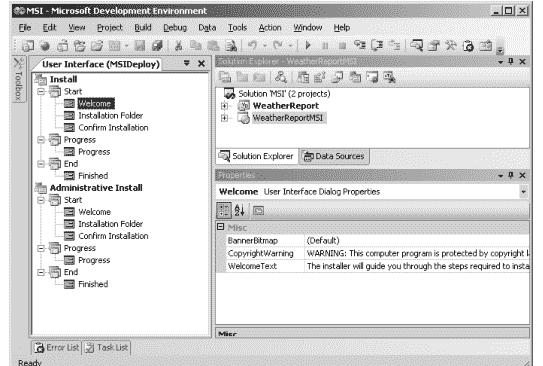 MSI - Microsoft Development Environment
File Edit View Project Build Debug Data Tools Action Window Help
Toolbox
User Interface (MSIDeploy)
Install
Start
Welcome
Installation Folder
Confirm Installation
Progress
Progress
End
Finished
Administrative Install
Start
Welcome
Installation Folder
Confirm Installation
Progress
Progress
End
Finished
Solution Explorer - WeatherReportMSI
Solution 'MSI' (2 projects)
WeatherReport
WeatherReportMSI
Solution Explorer Data Sources
Properties
Welcome User Interface Dialog Properties
Misc
BannerBitmap (Default)
CopyrightWarning WARNING: This computer program is protected by copyright l
WelcomeText The installer will guide you through the steps required to insta
Misc
Error List Task List
Ready